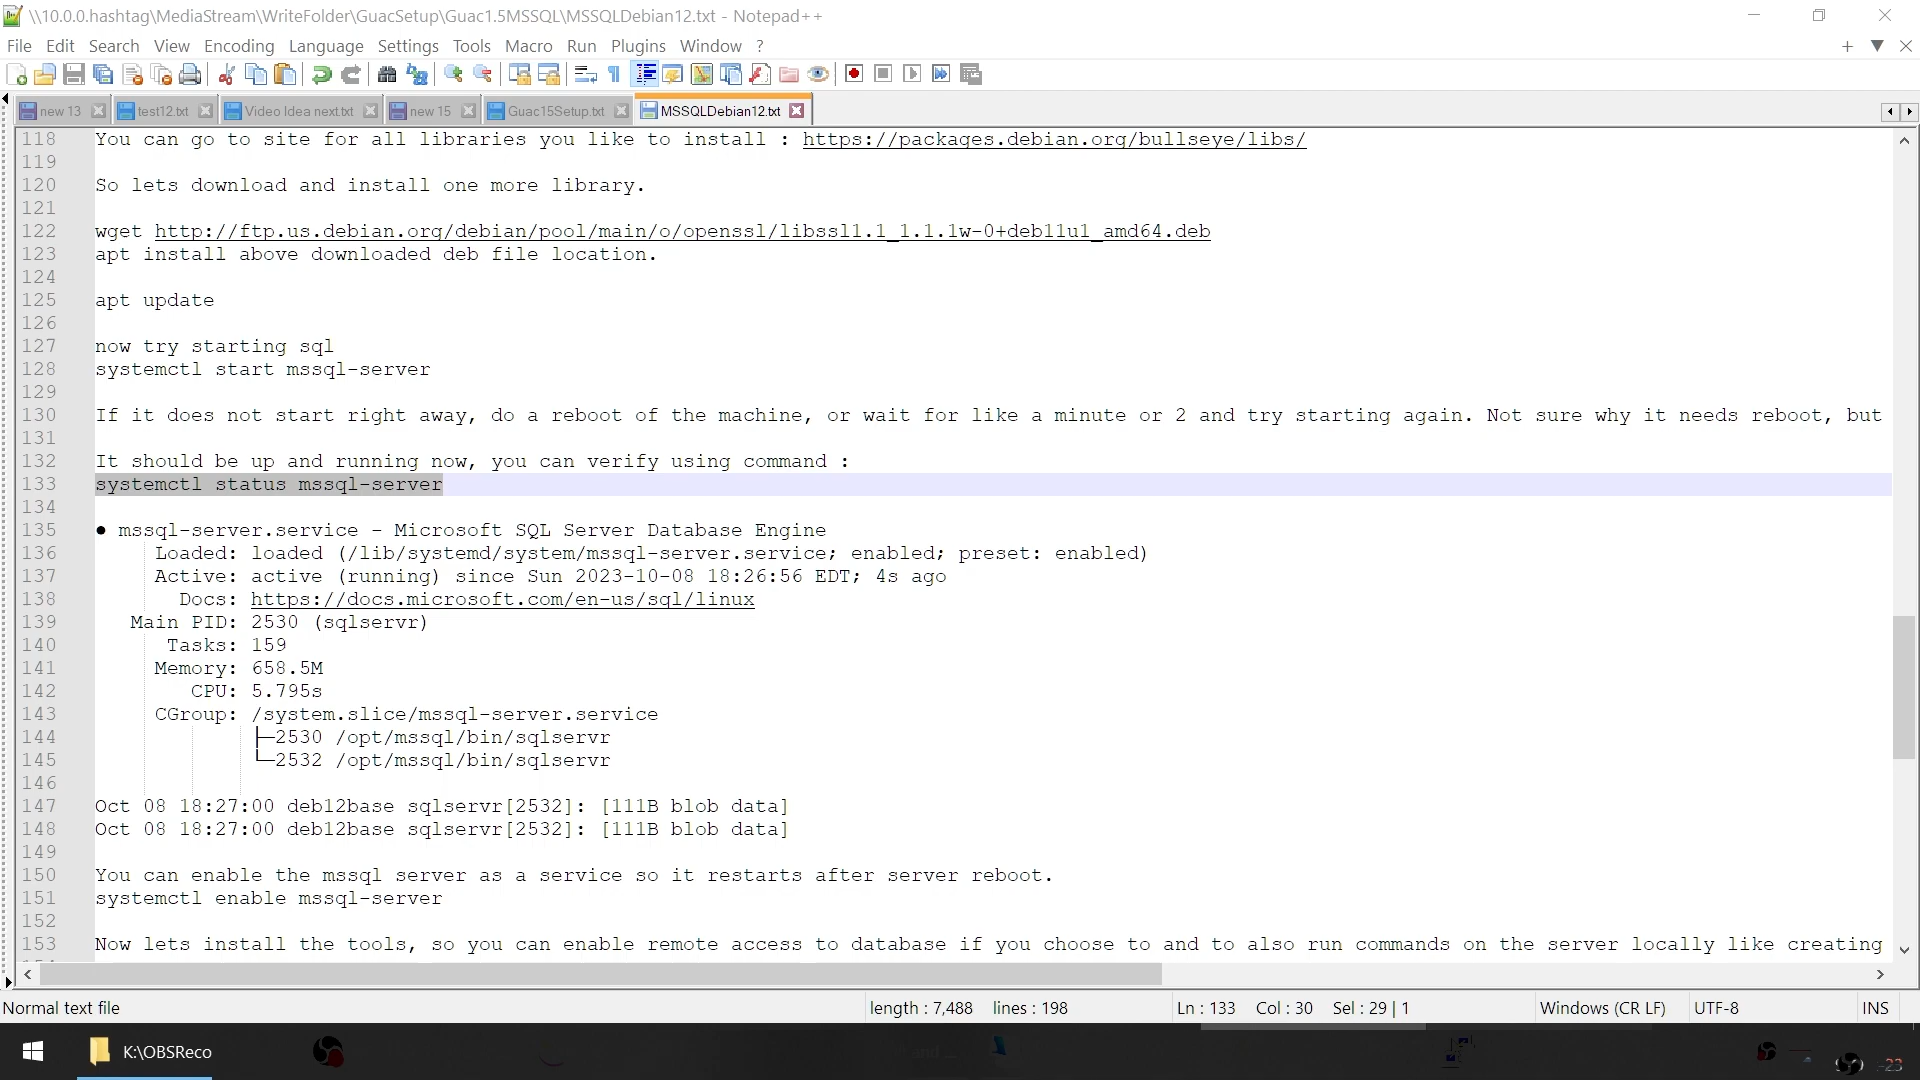 \\10.0.0.hashtag\MediaStream\WriteFolder\GuacSetup\Guac1.5MSSQL\MSSQLDebian12.txt - Notepad++
File Edit Search View Encoding Language Settings Tools Macro Run Plugins Window ?
new 13 test12.txt Video Idea next.txt new 15 Guac15Setup.txt MSSQLDebian12.txt
118 You can go to site for all libraries you like to install : https://packages.debian.org/bullseye/libs/
119
120 So lets download and install one more library.
121
122 wget http://ftp.us.debian.org/debian/pool/main/o/openssl/libssl1.1_1.1.1w-0+deb11u1_amd64.deb
123 apt install above downloaded deb file location.
124
125 apt update
126
127 now try starting sql
128 systemctl start mssql-server
129
130 If it does not start right away, do a reboot of the machine, or wait for like a minute or 2 and try starting again. Not sure why it needs reboot, but
131
132 It should be up and running now, you can verify using command :
133 systemctl status mssql-server
134
135 ● mssql-server.service - Microsoft SQL Server Database Engine
136 Loaded: loaded (/lib/systemd/system/mssql-server.service; enabled; preset: enabled)
137 Active: active (running) since Sun 2023-10-08 18:26:56 EDT; 4s ago
138 Docs: https://docs.microsoft.com/en-us/sql/linux
139 Main PID: 2530 (sqlservr)
140 Tasks: 159
141 Memory: 658.5M
142 CPU: 5.795s
143 CGroup: /system.slice/mssql-server.service
144 ├─2530 /opt/mssql/bin/sqlservr
145 └─2532 /opt/mssql/bin/sqlservr
146
147 Oct 08 18:27:00 deb12base sqlservr[2532]: [111B blob data]
148 Oct 08 18:27:00 deb12base sqlservr[2532]: [111B blob data]
149
150 You can enable the mssql server as a service so it restarts after server reboot.
151 systemctl enable mssql-server
152
153 Now lets install the tools, so you can enable remote access to database if you choose to and to also run commands on the server locally like creating
Normal text file length : 7,488 lines : 198 Ln : 133 Col : 30 Sel : 29 | 1 Windows (CR LF) UTF-8 INS
K:\OBSReco
-23